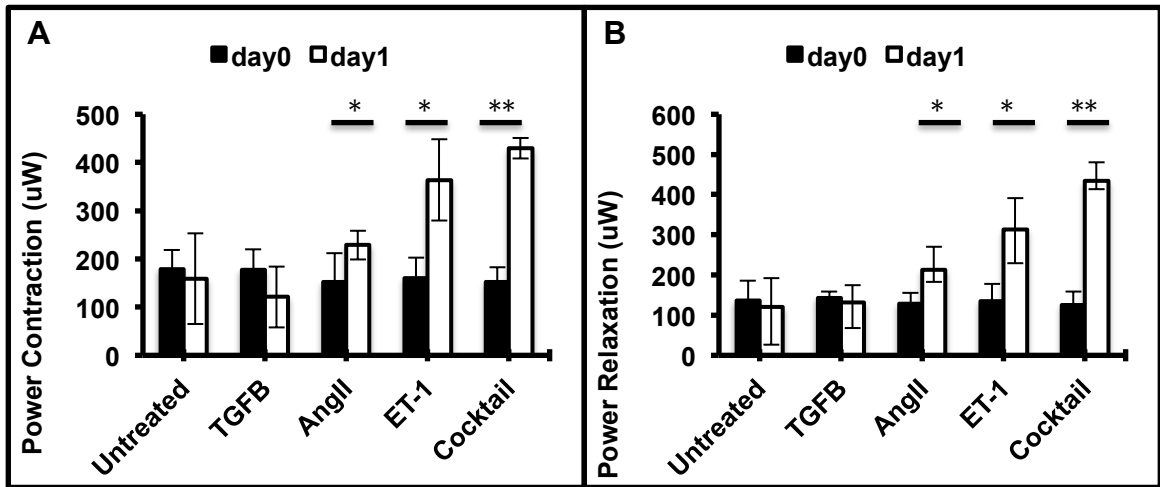 A
day0 day1
* * **
500
400
300
200
100
0
Power Contraction (uW)
Untreated
TGFB
AngII
ET-1
Cocktail
B
day0 day1
* * **
600
500
400
300
200
100
0
Power Relaxation (uW)
Untreated
TGFB
AngII
ET-1
Cocktail